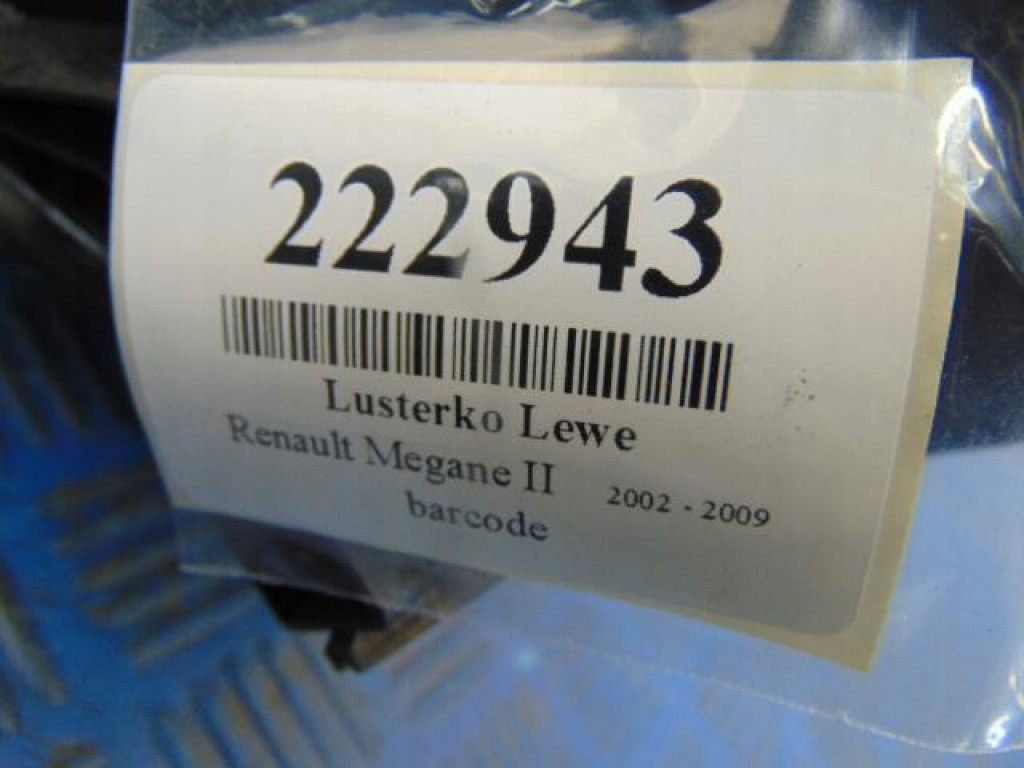 222943
Lusterko Lewe
Renault Megane II 2002 - 2009
barcode